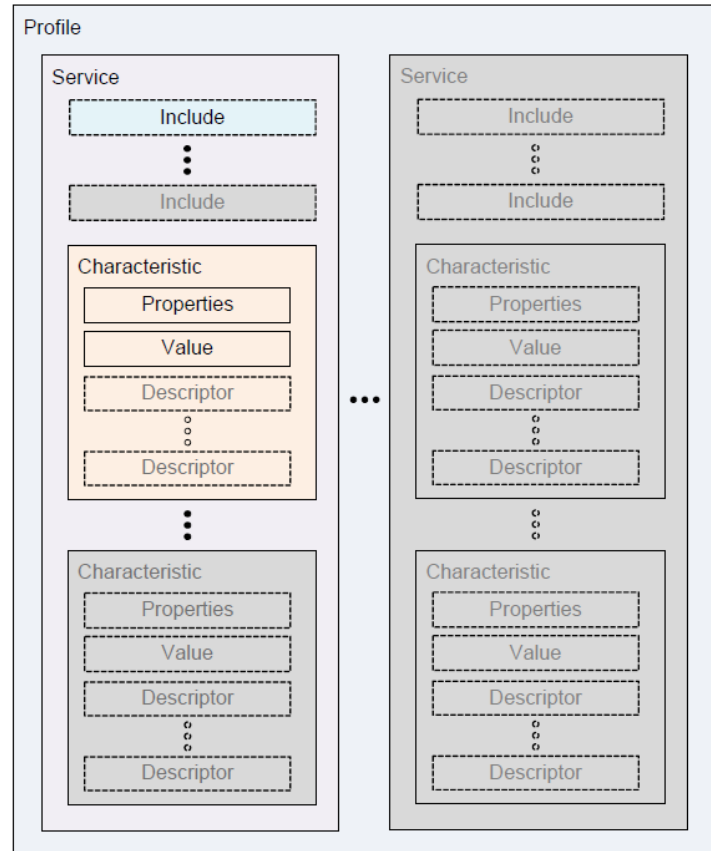 Profile
Service
Include
Include
Characteristic
Properties
Value
Descriptor
Descriptor
Characteristic
Properties
Value
Descriptor
Descriptor
Service
Include
Include
Characteristic
Properties
Value
Descriptor
Descriptor
Characteristic
Properties
Value
Descriptor
Descriptor